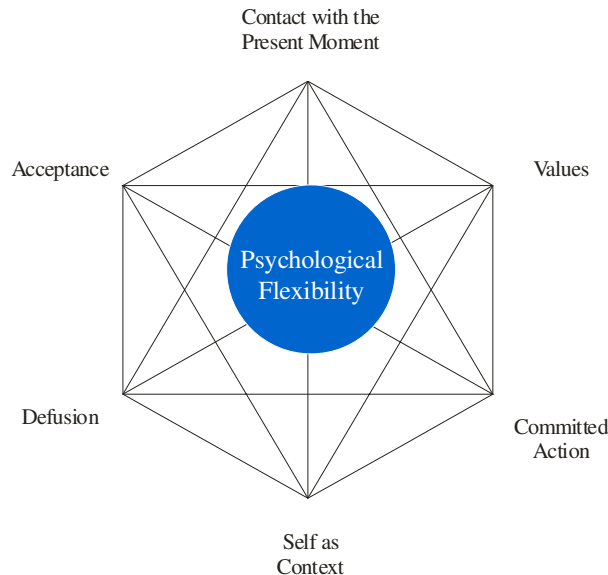 Contact with the
Present Moment
Acceptance
Values
Psychological
Flexibility
Defusion
Committed
Action
Self as
Context